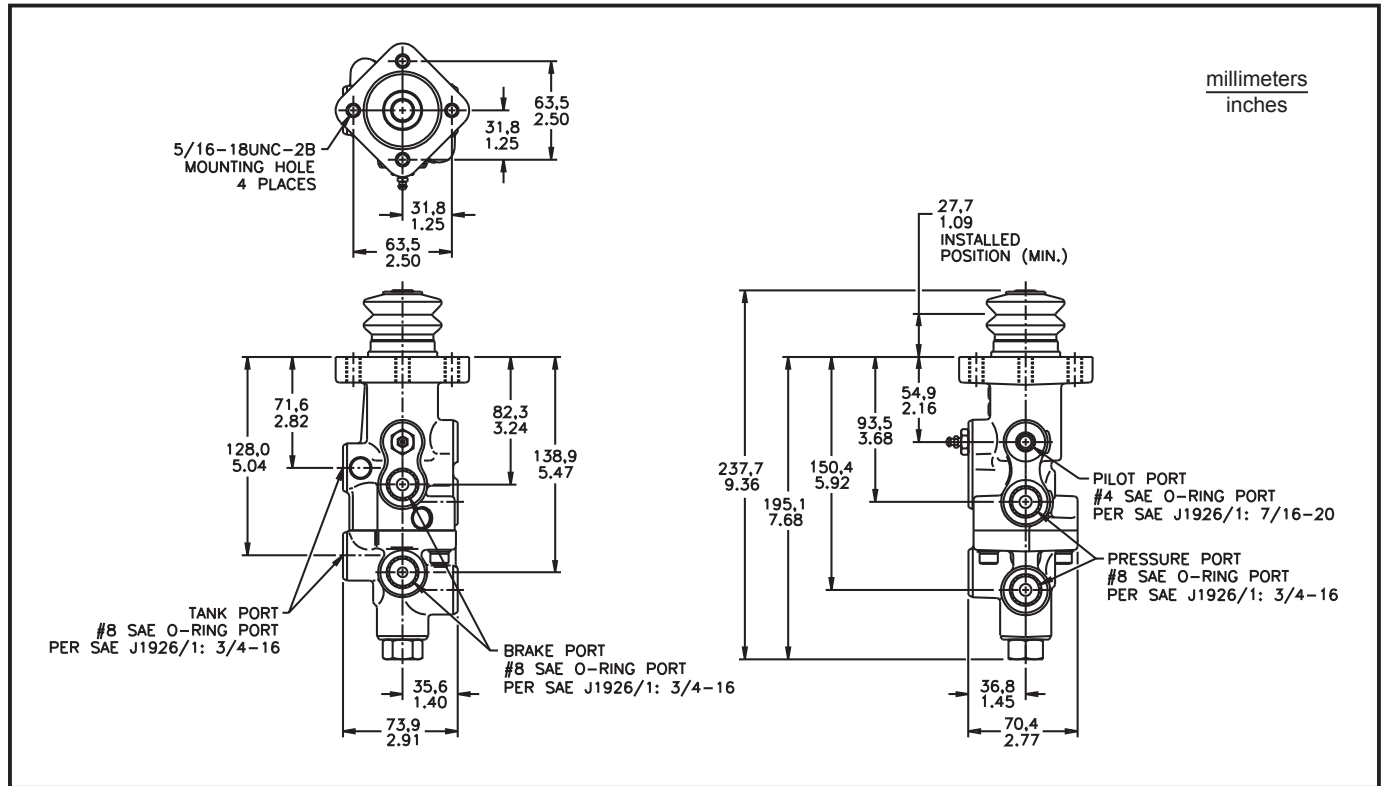 millimeters
inches
63,5
2.50
31,8
1.25
5/16-18UNC-2B
MOUNTING HOLE
4 PLACES
31,8
1.25
63,5
2.50
27,7
1.09
INSTALLED
POSITION (MIN.)
71,6
2.82
128,0
5.04
82,3
3.24
138,9
5.47
TANK PORT
#8 SAE O-RING PORT
PER SAE J1926/1: 3/4-16
BRAKE PORT
#8 SAE O-RING PORT
PER SAE J1926/1: 3/4-16
35,6
1.40
73,9
2.91
54,9
2.16
93,5
3.68
150,4
5.92
237,7
9.36
195,1
7.68
PILOT PORT
#4 SAE O-RING PORT
PER SAE J1926/1: 7/16-20
PRESSURE PORT
#8 SAE O-RING PORT
PER SAE J1926/1: 3/4-16
36,8
1.45
70,4
2.77